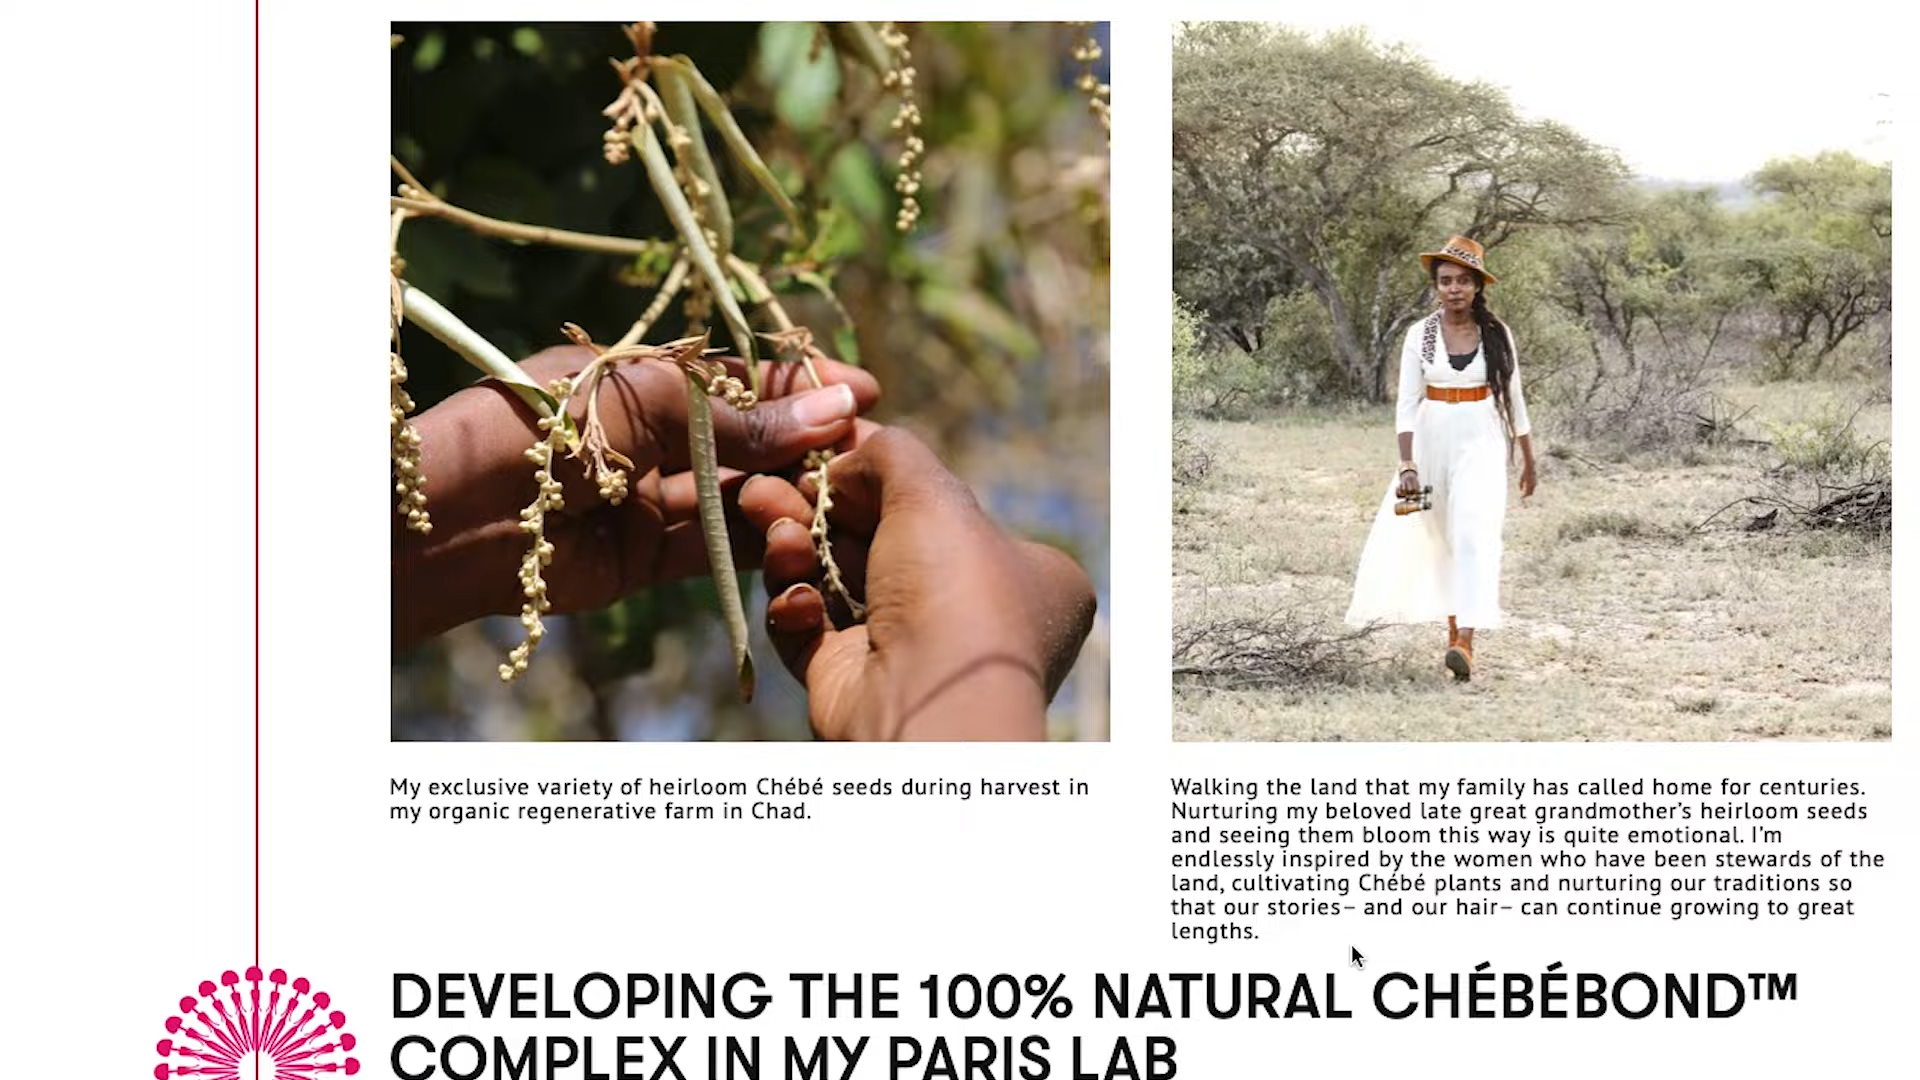 My exclusive variety of heirloom Chébé seeds during harvest in
my organic regenerative farm in Chad.
Walking the land that my family has called home for centuries.
Nurturing my beloved late great grandmother's heirloom seeds
and seeing them bloom this way is quite emotional. I'm
endlessly inspired by the women who have been stewards of the
land, cultivating Chébé plants and nurturing our traditions so
that our stories– and our hair– can continue growing to great
lengths.
DEVELOPING THE 100% NATURAL CHÉBÉBOND™
COMPLEX IN MY PARIS LAB